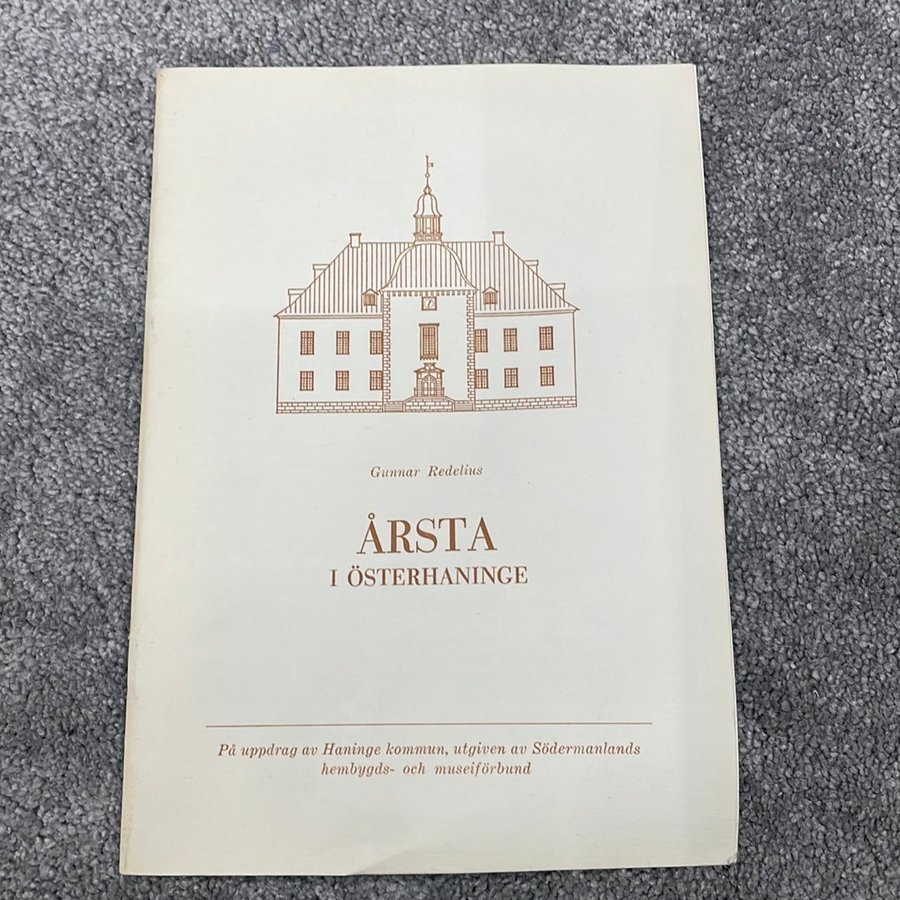 Gunnar Redelius
ÅRSTA
I ÖSTERHANINGE
På uppdrag av Haninge kommun, utgiven av Södermanlands
hembygds- och museiförbund